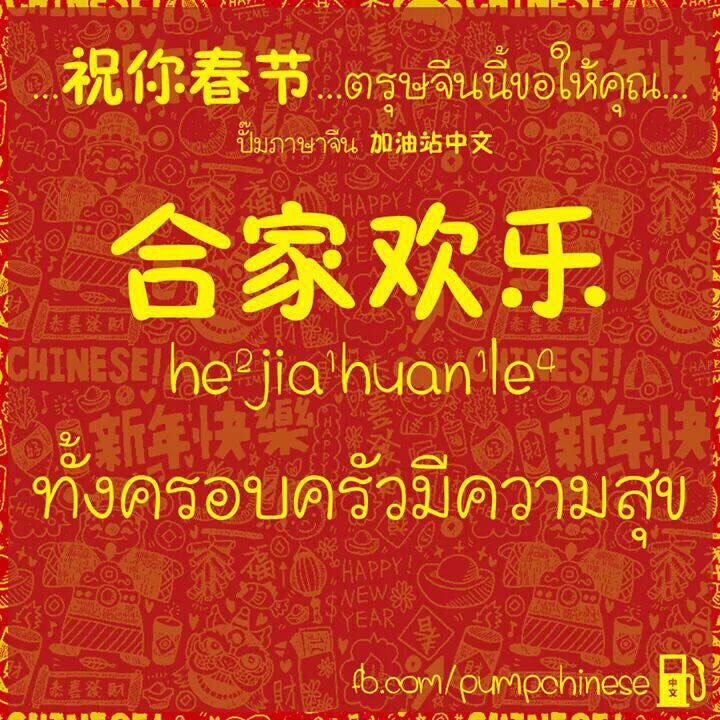 ...祝你春节...ตรุษจีนนี้ขอให้คุณ...
ปั๊มภาษาจีน 加油站中文
合家欢乐
he²jia¹huan¹le⁴
ทั้งครอบครัวมีความสุข
fb.com/pumpchinese 中文